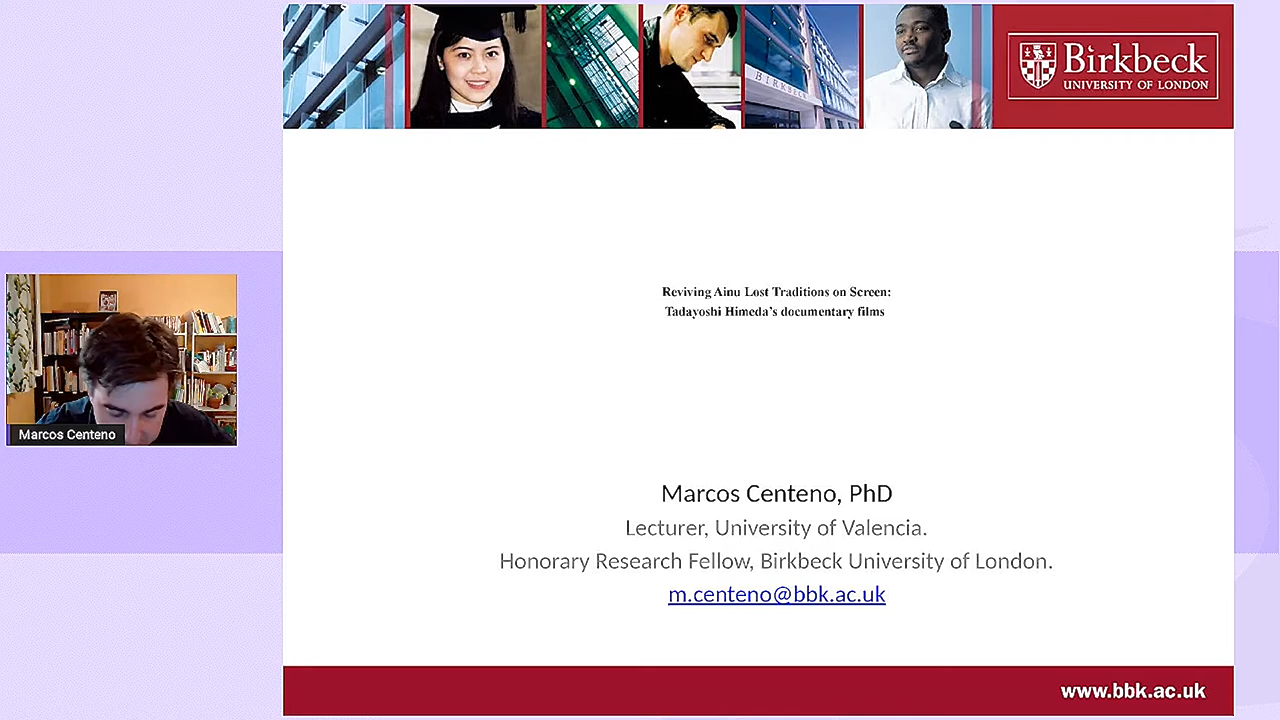 BIRKBECK
Birkbeck
UNIVERSITY OF LONDON
Reviving Ainu Lost Traditions on Screen:
Tadayoshi Himeda's documentary films
Marcos Centeno
Marcos Centeno, PhD
Lecturer, University of Valencia.
Honorary Research Fellow, Birkbeck University of London.
m.centeno@bbk.ac.uk
www.bbk.ac.uk